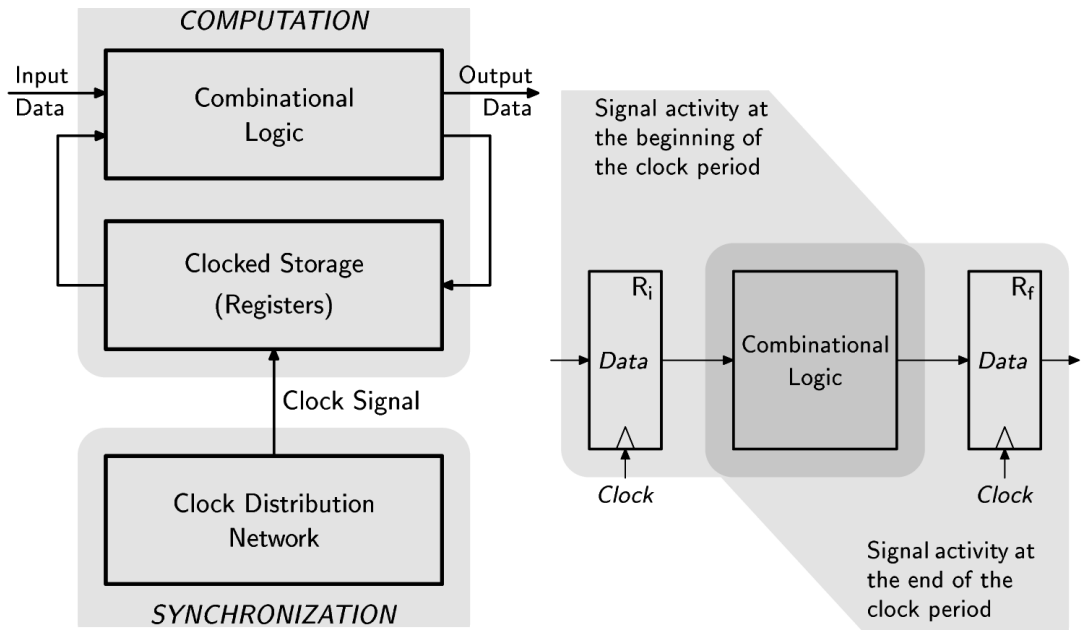 COMPUTATION
Input
Data
Combinational
Logic
Output
Data
Clocked Storage
(Registers)
Clock Signal
Clock Distribution
Network
SYNCHRONIZATION
Signal activity at
the beginning of
the clock period
Ri
Data
Clock
Combinational
Logic
Rf
Data
Clock
Signal activity at
the end of the
clock period